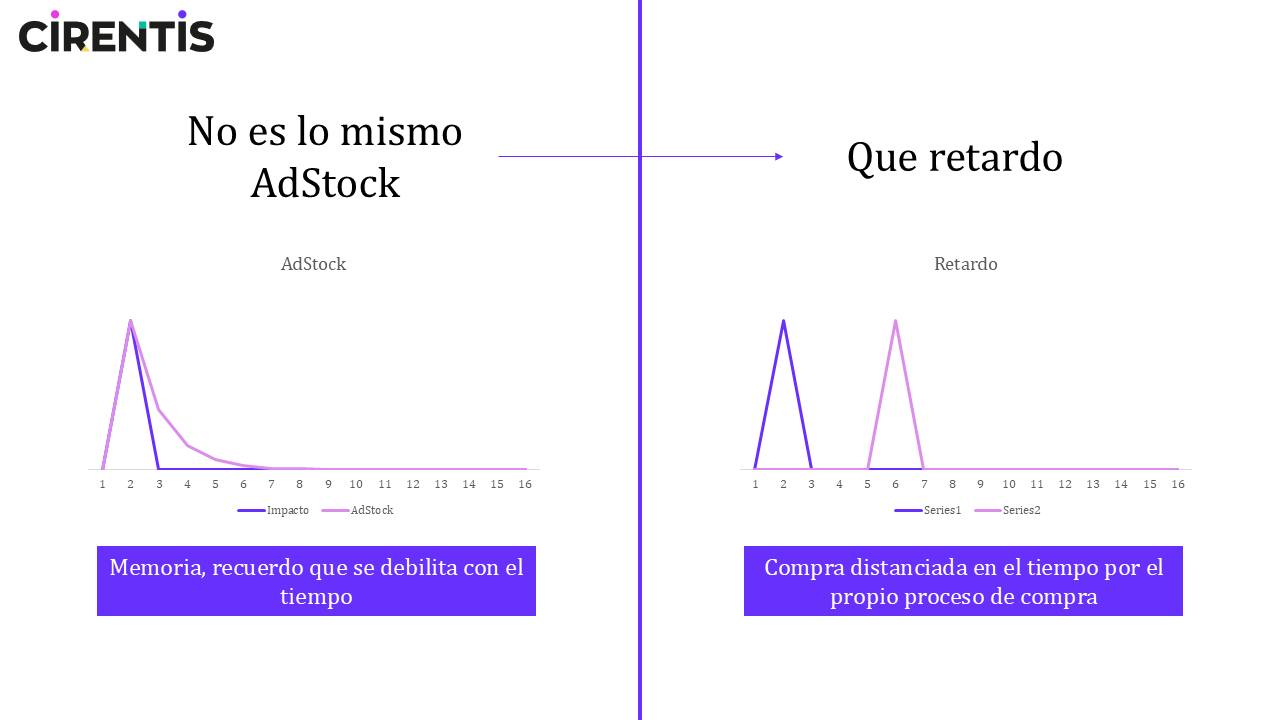 CIRENTIS
No es lo mismo
AdStock
Que retardo
AdStock
1 2 3 4 5 6 7 8 9 10 11 12 13 14 15 16
Impacto AdStock
Memoria, recuerdo que se debilita con el
tiempo
Retardo
1 2 3 4 5 6 7 8 9 10 11 12 13 14 15 16
Series1 Series2
Compra distanciada en el tiempo por el
propio proceso de compra